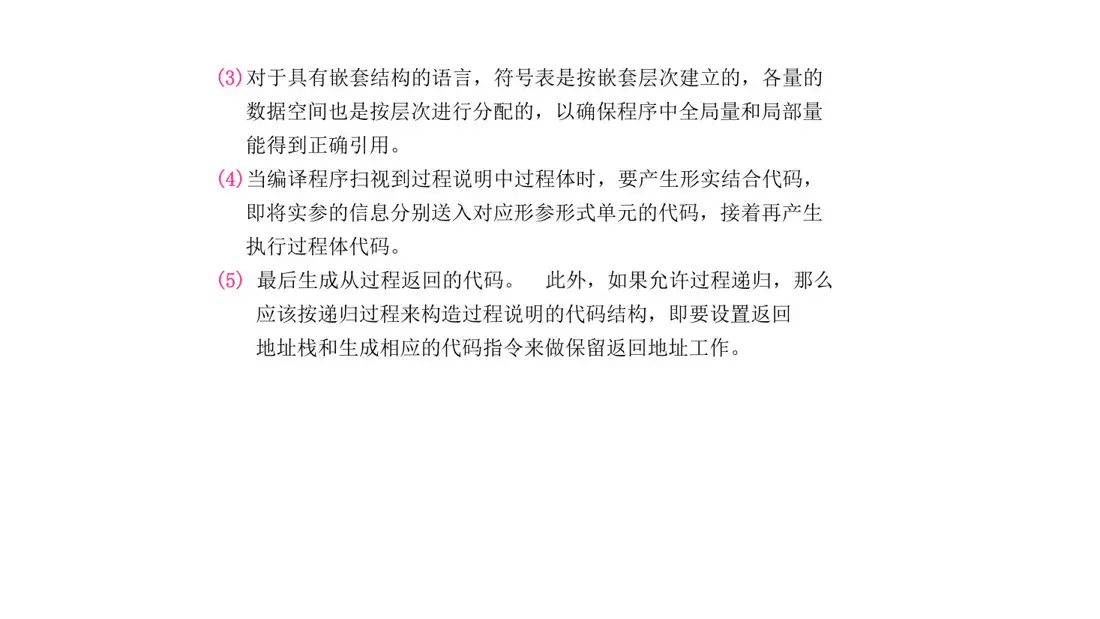 (3)对于具有嵌套结构的语言，符号表是按嵌套层次建立的，各量的
数据空间也是按层次进行分配的，以确保程序中全局量和局部量
能得到正确引用。
(4)当编译程序扫视到过程说明中过程体时，要产生形实结合代码，
即将实参的信息分别送入对应形参形式单元的代码，接着再产生
执行过程体代码。
(5) 最后生成从过程返回的代码。 此外，如果允许过程递归，那么
应该按递归过程来构造过程说明的代码结构，即要设置返回
地址栈和生成相应的代码指令来做保留返回地址工作。